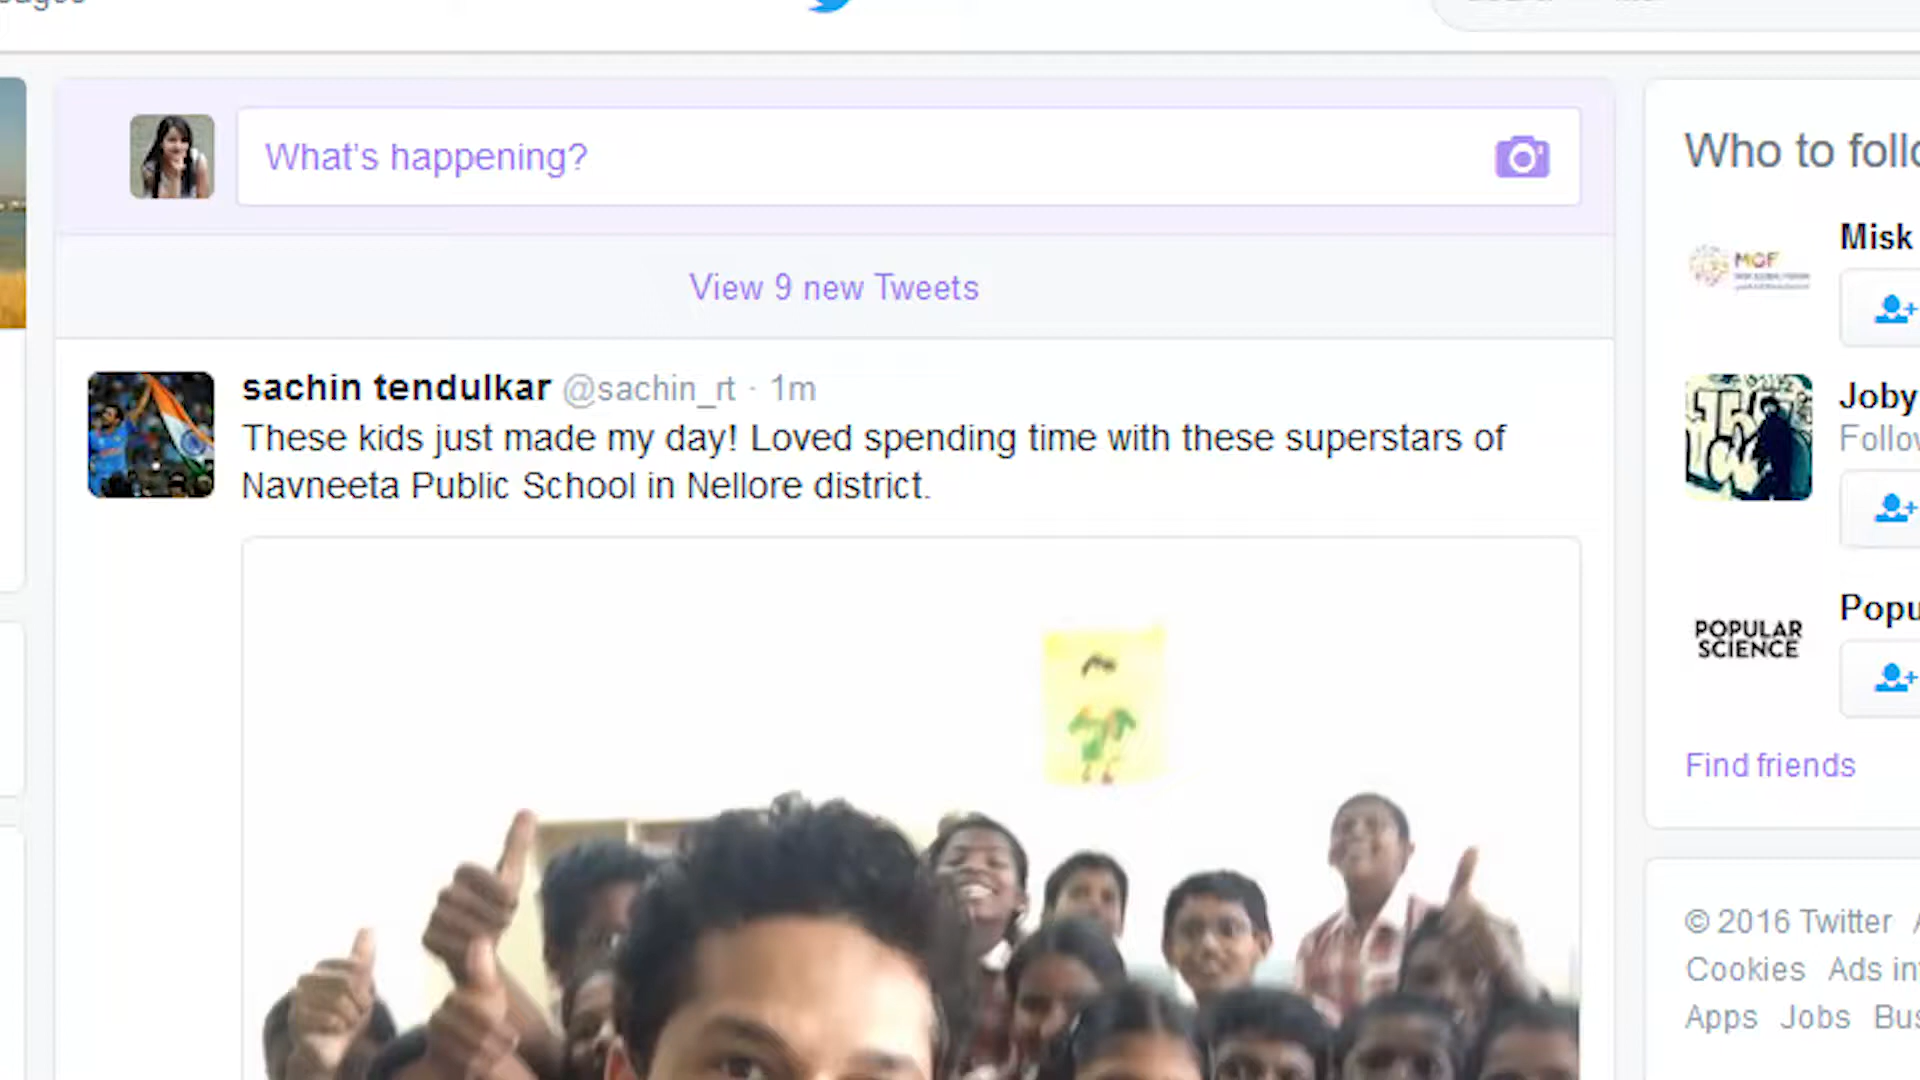 What's happening?
View 9 new Tweets
sachin tendulkar @sachin_rt · 1m
These kids just made my day! Loved spending time with these superstars of
Navneeta Public School in Nellore district.
Who to follo
Misk
Joby
Follow
POPULAR
SCIENCE
Popu
Find friends
© 2016 Twitter
Cookies Ads in
Apps Jobs Bus
MGF